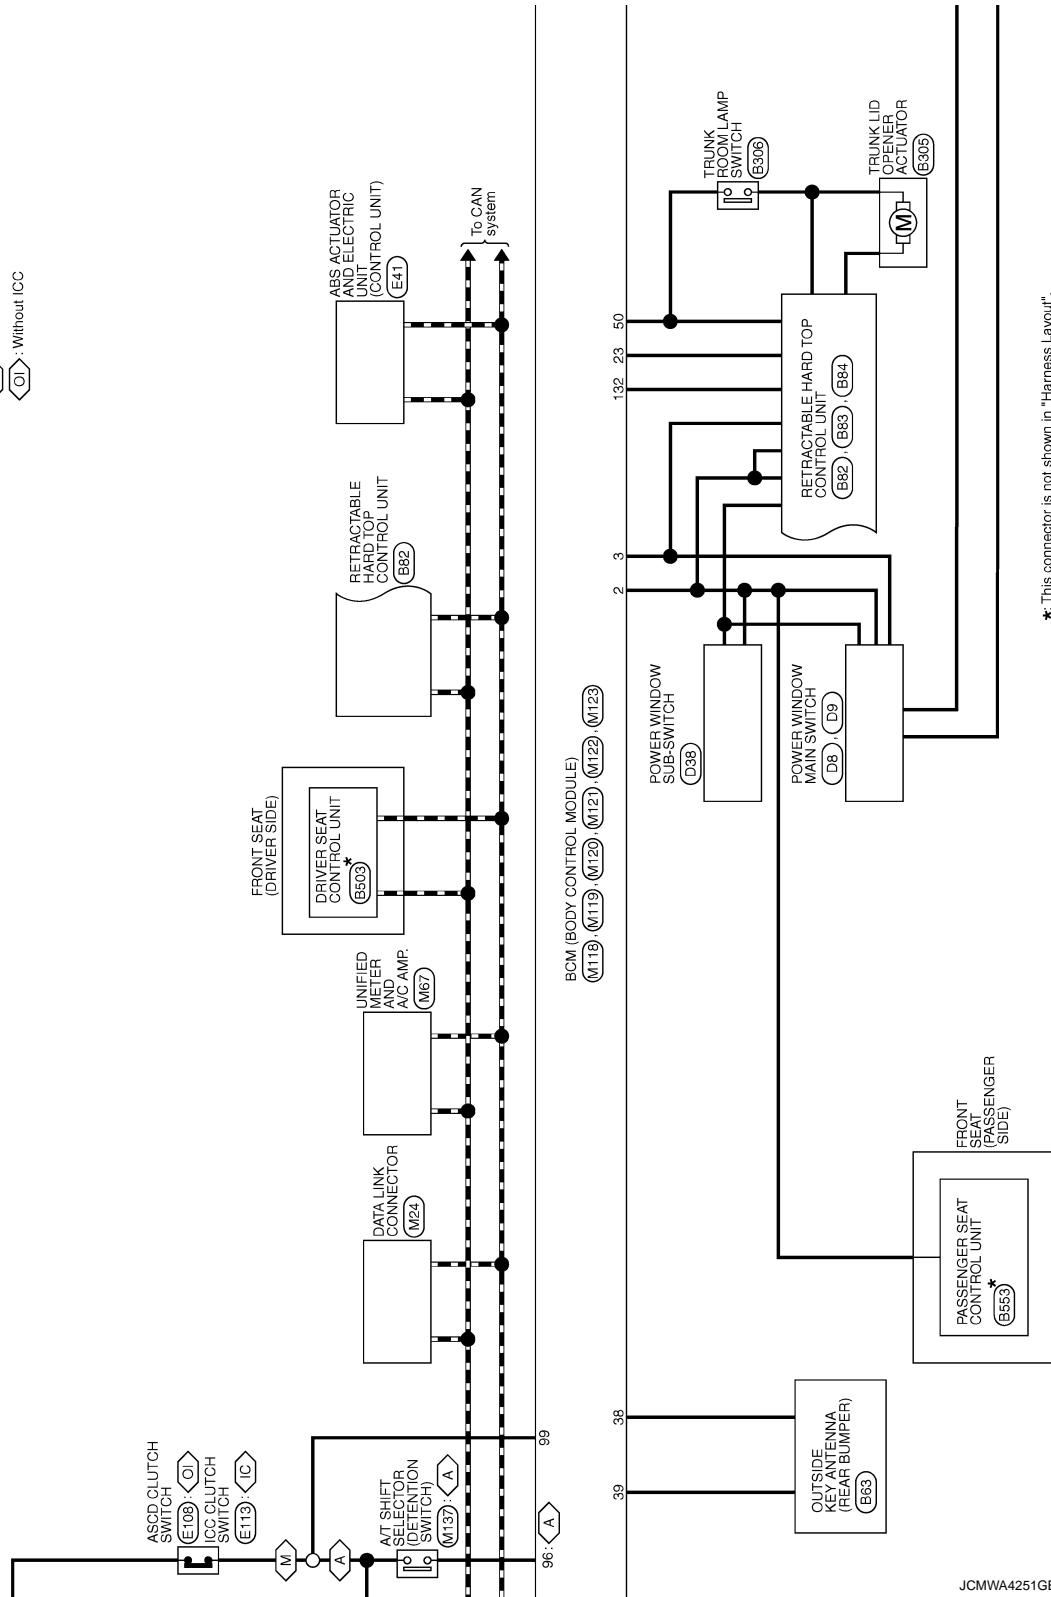 OI : Without ICC
ABS ACTUATOR
AND ELECTRIC
UNIT
(CONTROL UNIT)
E41
To CAN
system
RETRACTABLE
HARD TOP
CONTROL UNIT
B82
FRONT SEAT
(DRIVER SIDE)
DRIVER SEAT
CONTROL UNIT
*
B503
UNIFIED
METER
AND
A/C AMP.
M67
DATA LINK
CONNECTOR
M24
ASCD CLUTCH
SWITCH
E108 : OI
ICC CLUTCH
SWITCH
E113 : IC
M
A
A/T SHIFT
SELECTOR
(DETENTION
SWITCH)
M137 : A
96 : A
99
BCM (BODY CONTROL MODULE)
M118 , M119 , M120 , M121 , M122 , M123
39
38
2
3
132
23
50
OUTSIDE
KEY ANTENNA
(REAR BUMPER)
B63
FRONT
SEAT
(PASSENGER
SIDE)
PASSENGER SEAT
CONTROL UNIT
*
B553
POWER WINDOW
SUB-SWITCH
D38
POWER WINDOW
MAIN SWITCH
D8 , D9
RETRACTABLE HARD TOP
CONTROL UNIT
B82 , B83 , B84
TRUNK
ROOM LAMP
SWITCH
B306
TRUNK LID
OPENER
ACTUATOR
B305
M
*: This connector is not shown in "Harness Layout".
JCMWA4251GE